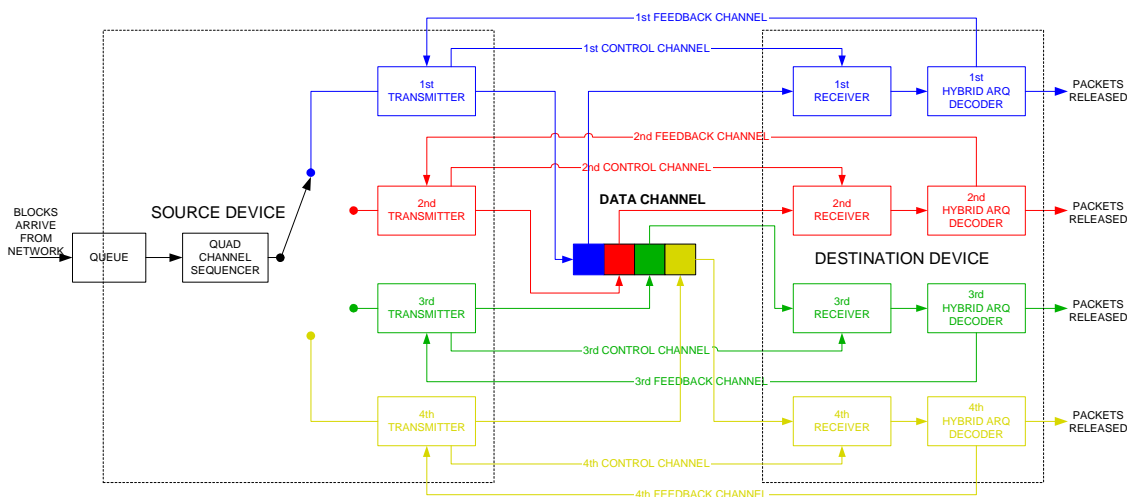 1st FEEDBACK CHANNEL
1st CONTROL CHANNEL
1st
TRANSMITTER
1st
RECEIVER
1st
HYBRID ARQ
DECODER
PACKETS
RELEASED
2nd FEEDBACK CHANNEL
2nd CONTROL CHANNEL
2nd
TRANSMITTER
2nd
RECEIVER
2nd
HYBRID ARQ
DECODER
PACKETS
RELEASED
BLOCKS
ARRIVE
FROM
NETWORK
SOURCE DEVICE
QUEUE
QUAD
CHANNEL
SEQUENCER
DATA CHANNEL
DESTINATION DEVICE
3rd
TRANSMITTER
3rd
RECEIVER
3rd
HYBRID ARQ
DECODER
PACKETS
RELEASED
3rd CONTROL CHANNEL
3rd FEEDBACK CHANNEL
4th
TRANSMITTER
4th
RECEIVER
4th
HYBRID ARQ
DECODER
PACKETS
RELEASED
4th CONTROL CHANNEL
4th FEEDBACK CHANNEL